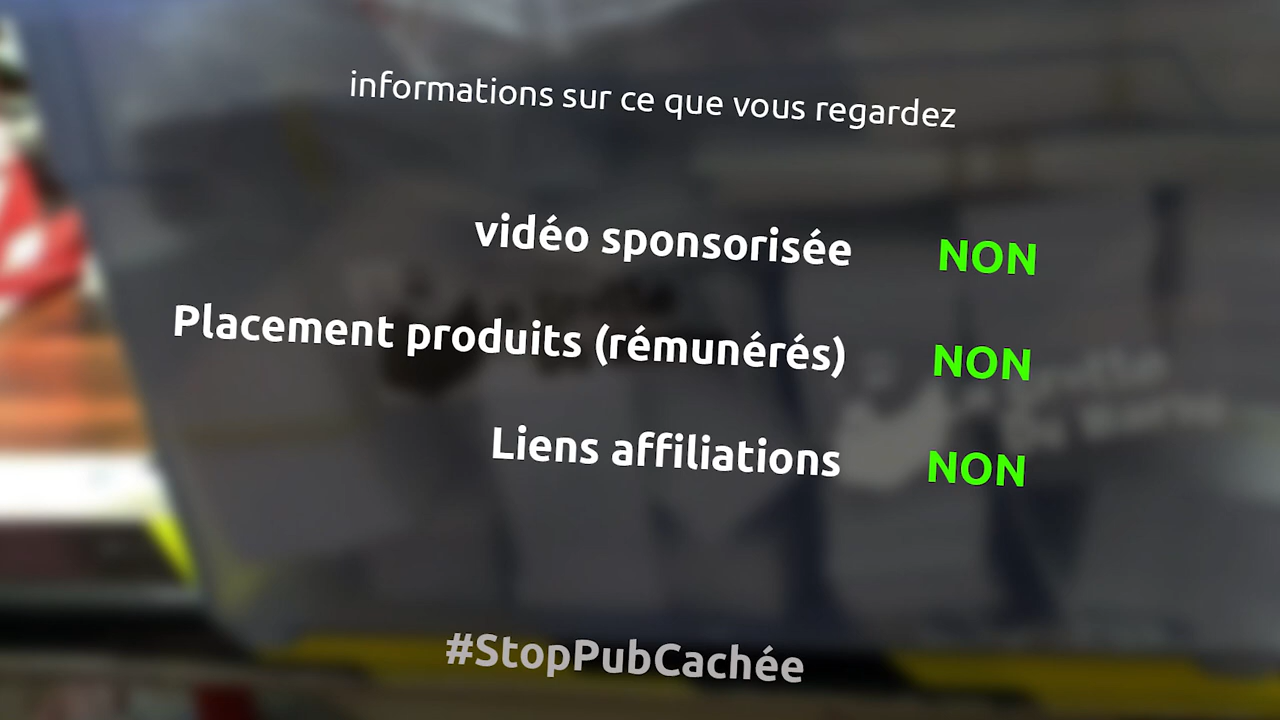 informations sur ce que vous regardez
vidéo sponsorisée NON
Placement produits (rémunérés) NON
Liens affiliations NON
#StopPubCachée